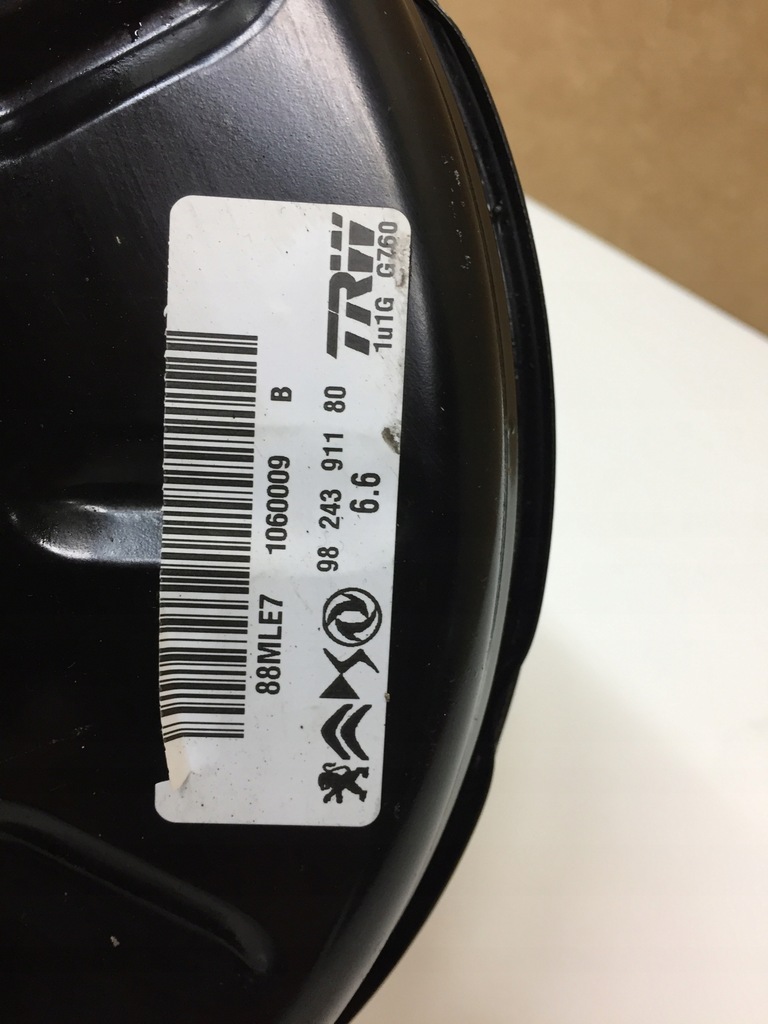 TRW
1u1G G760
98 243 911 80
6.6
88MLE7 1060009 B